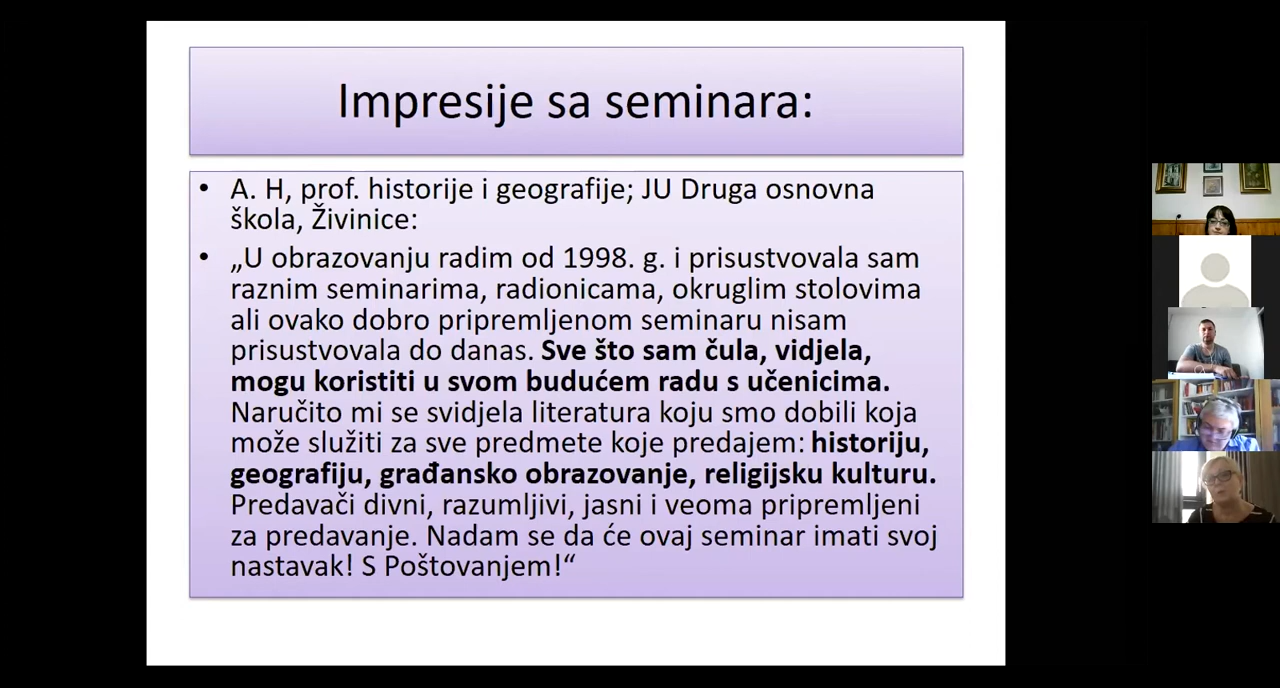 Impresije sa seminara:
• A. H, prof. historije i geografije; JU Druga osnovna
škola, Živinice:
• „U obrazovanju radim od 1998. g. i prisustvovala sam
raznim seminarima, radionicama, okruglim stolovima
ali ovako dobro pripremljenom seminaru nisam
prisustvovala do danas. Sve što sam čula, vidjela,
mogu koristiti u svom budućem radu s učenicima.
Naručito mi se svidjela literatura koju smo dobili koja
može služiti za sve predmete koje predajem: historiju,
geografiju, građansko obrazovanje, religijsku kulturu.
Predavači divni, razumljivi, jasni i veoma pripremljeni
za predavanje. Nadam se da će ovaj seminar imati svoj
nastavak! S Poštovanjem!“